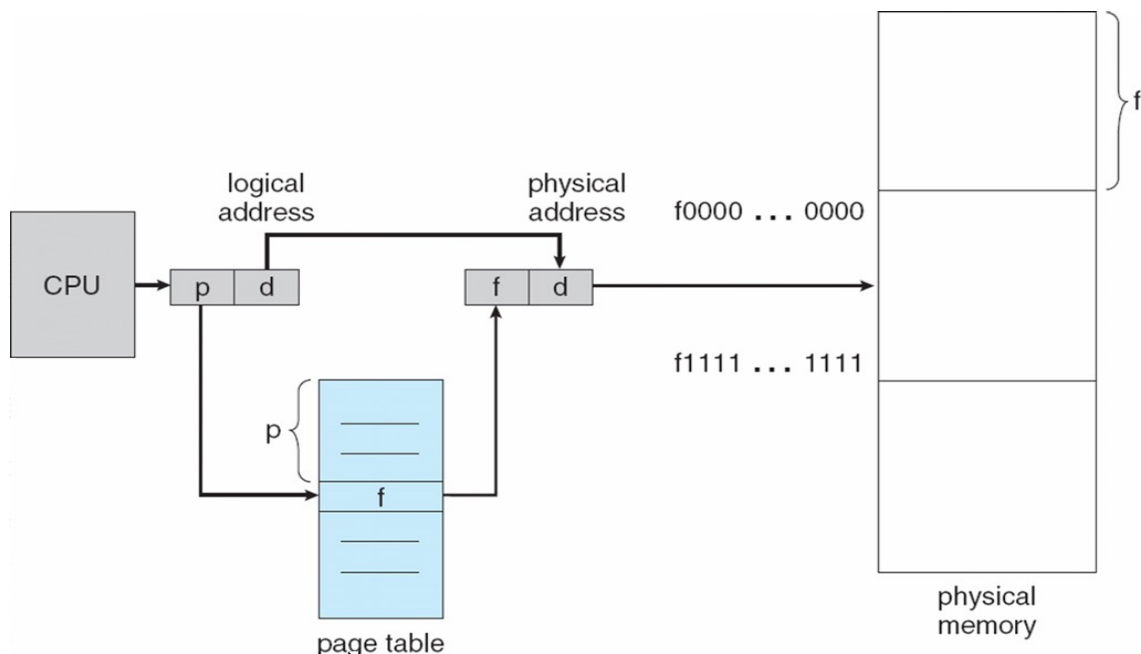 f
logical
address
physical
address
f0000 ... 0000
CPU
p
d
f
d
f1111 ... 1111
p
f
physical
memory
page table